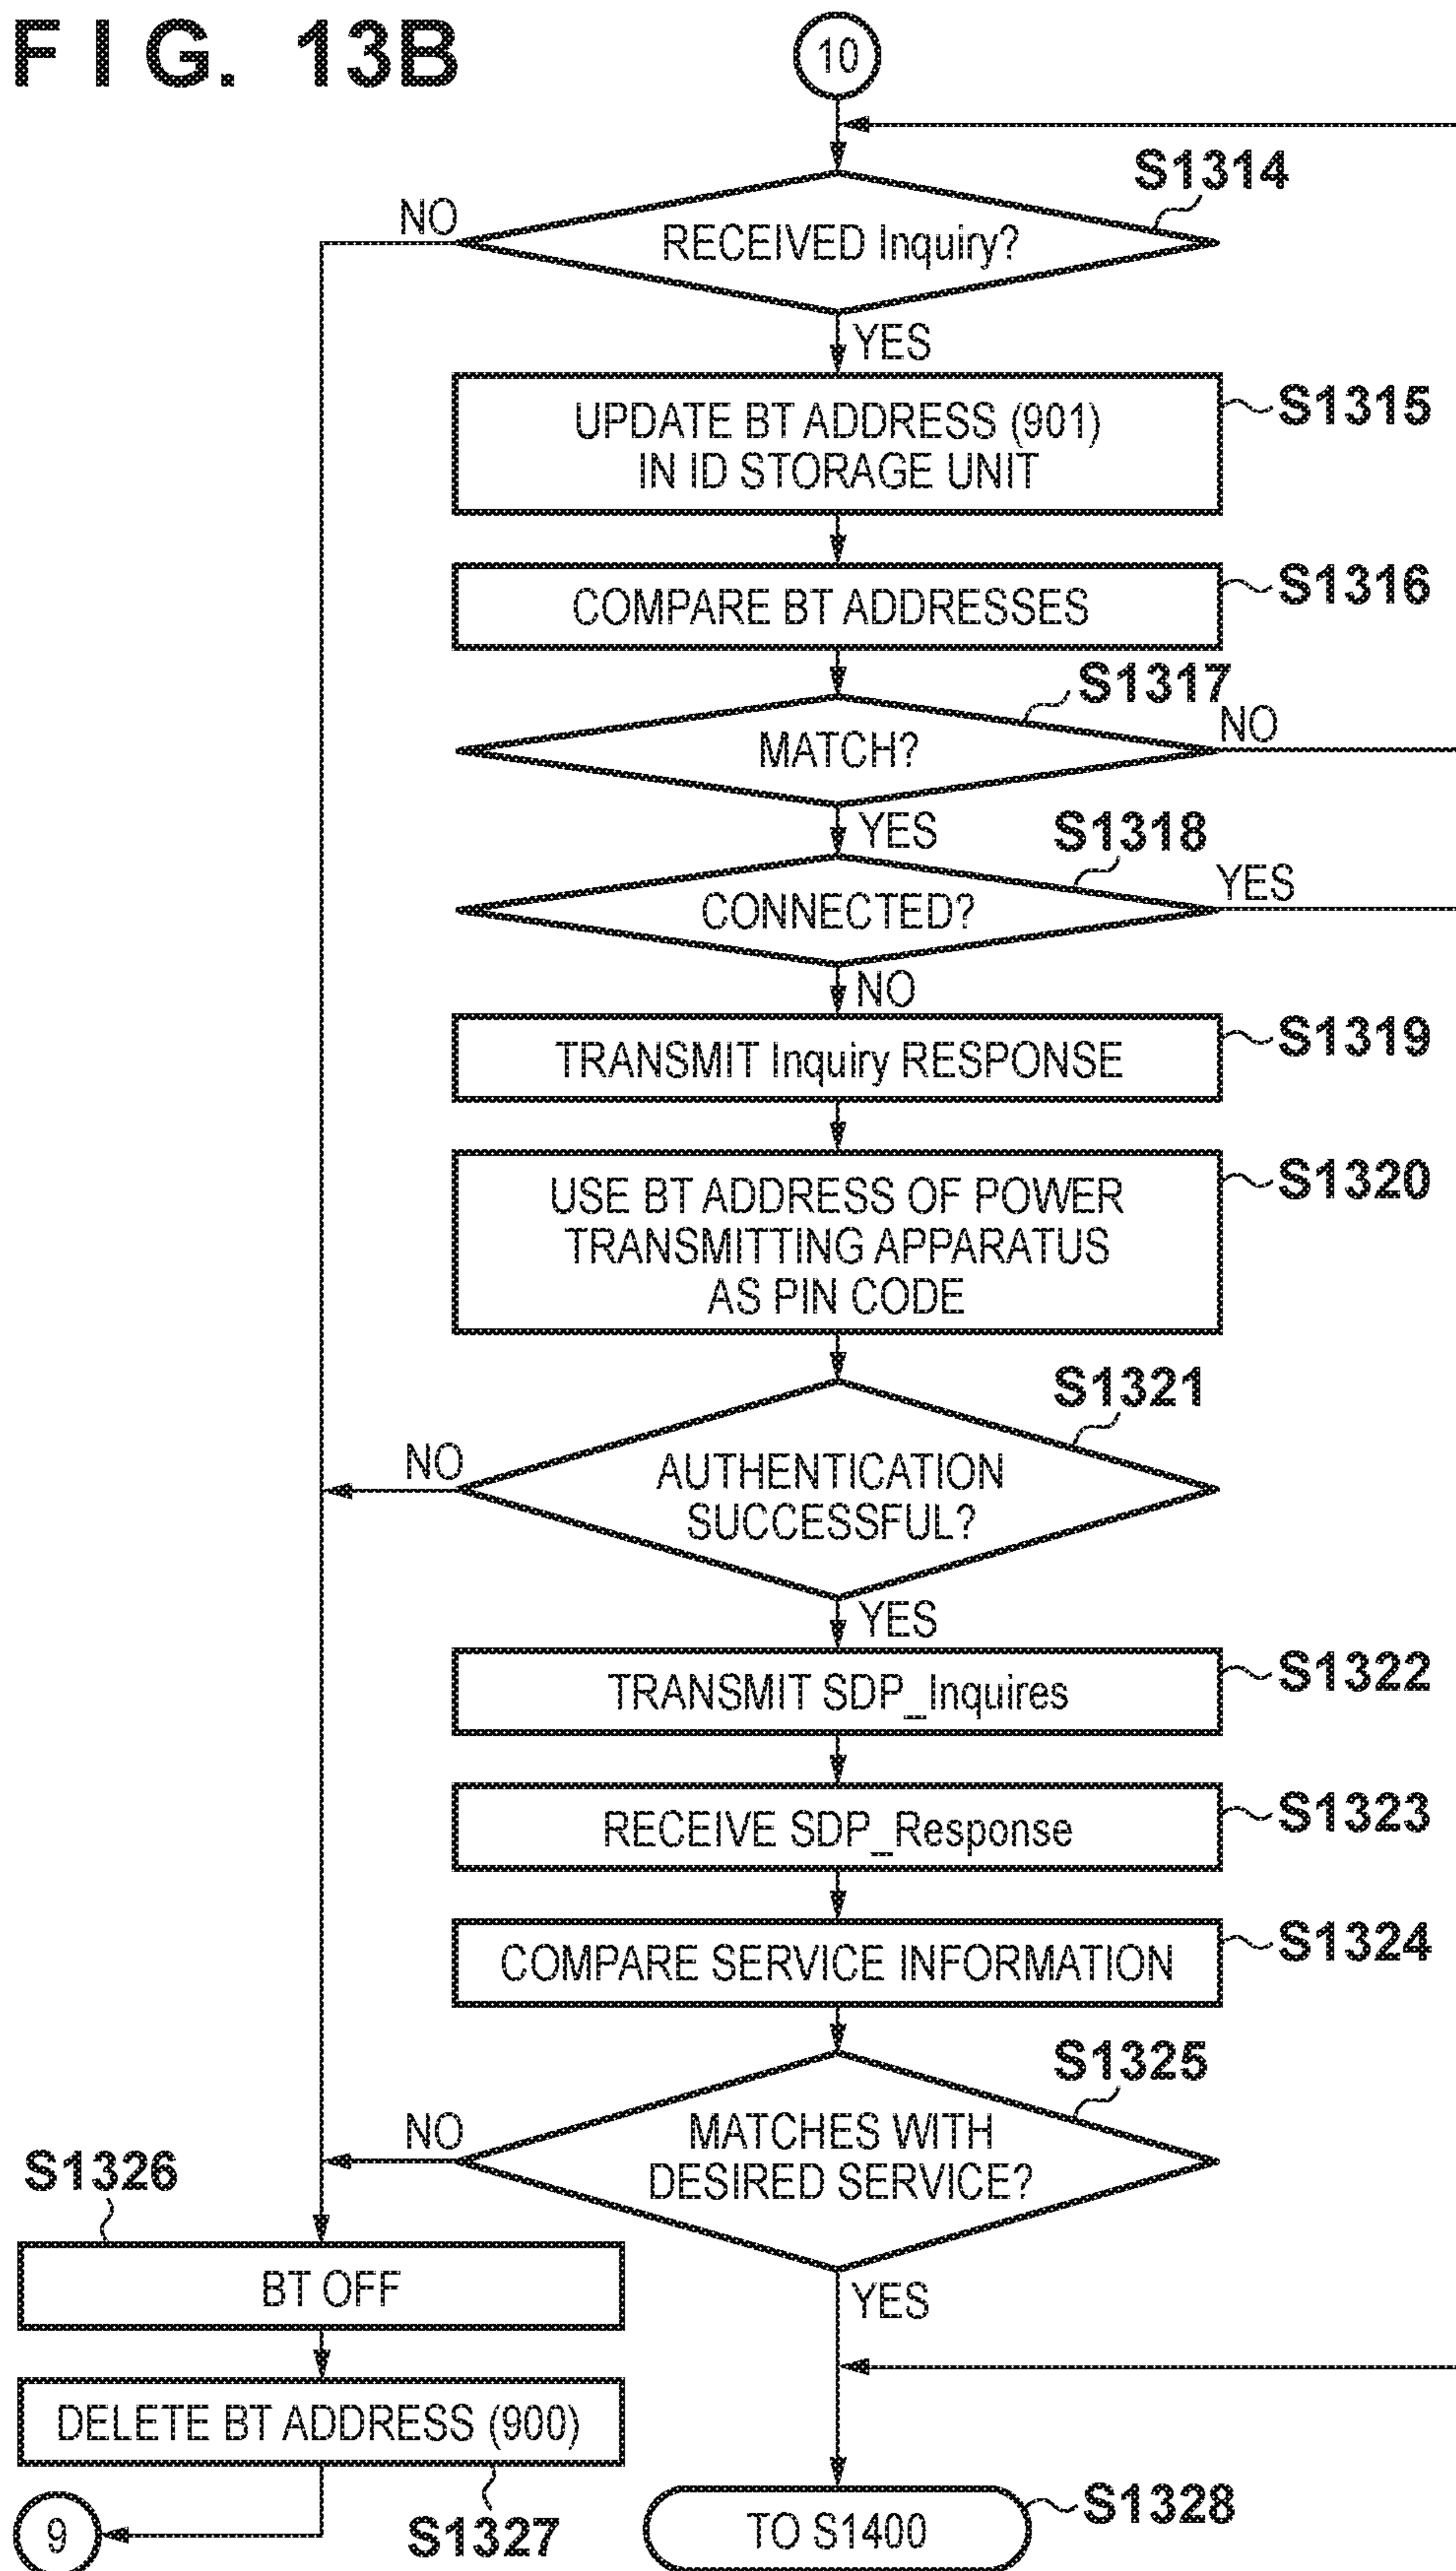 FIG. 13B
10
S1314
NO
RECEIVED Inquiry?
YES
UPDATE BT ADDRESS (901)
IN ID STORAGE UNIT
S1315
COMPARE BT ADDRESSES
S1316
S1317
MATCH?
NO
YES
S1318
CONNECTED?
YES
NO
TRANSMIT Inquiry RESPONSE
S1319
USE BT ADDRESS OF POWER
TRANSMITTING APPARATUS
AS PIN CODE
S1320
S1321
NO
AUTHENTICATION
SUCCESSFUL?
YES
TRANSMIT SDP_Inquires
S1322
RECEIVE SDP_Response
S1323
COMPARE SERVICE INFORMATION
S1324
S1325
NO
MATCHES WITH
DESIRED SERVICE?
YES
S1326
BT OFF
DELETE BT ADDRESS (900)
S1327
9
TO S1400
S1328